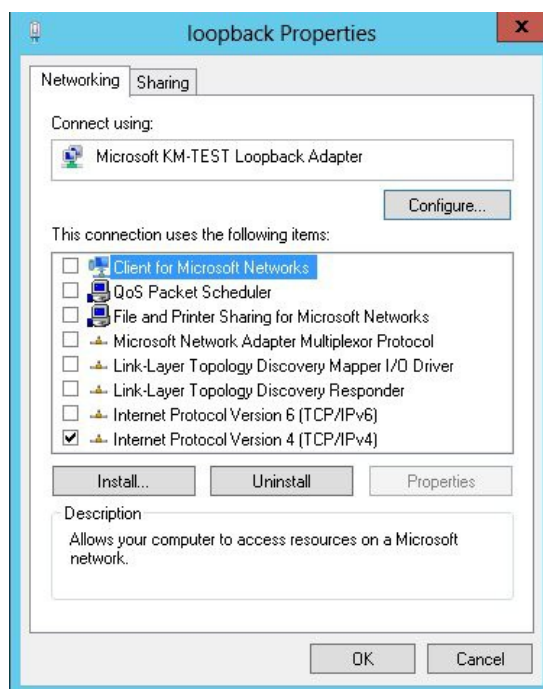 loopback Properties
x
Networking
Sharing
Connect using:
Microsoft KM-TEST Loopback Adapter
Configure...
This connection uses the following items:
Client for Microsoft Networks
QoS Packet Scheduler
File and Printer Sharing for Microsoft Networks
Microsoft Network Adapter Multiplexor Protocol
Link-Layer Topology Discovery Mapper I/O Driver
Link-Layer Topology Discovery Responder
Internet Protocol Version 6 (TCP/IPv6)
Internet Protocol Version 4 (TCP/IPv4)
Install...
Uninstall
Properties
Description
Allows your computer to access resources on a Microsoft
network.
OK
Cancel